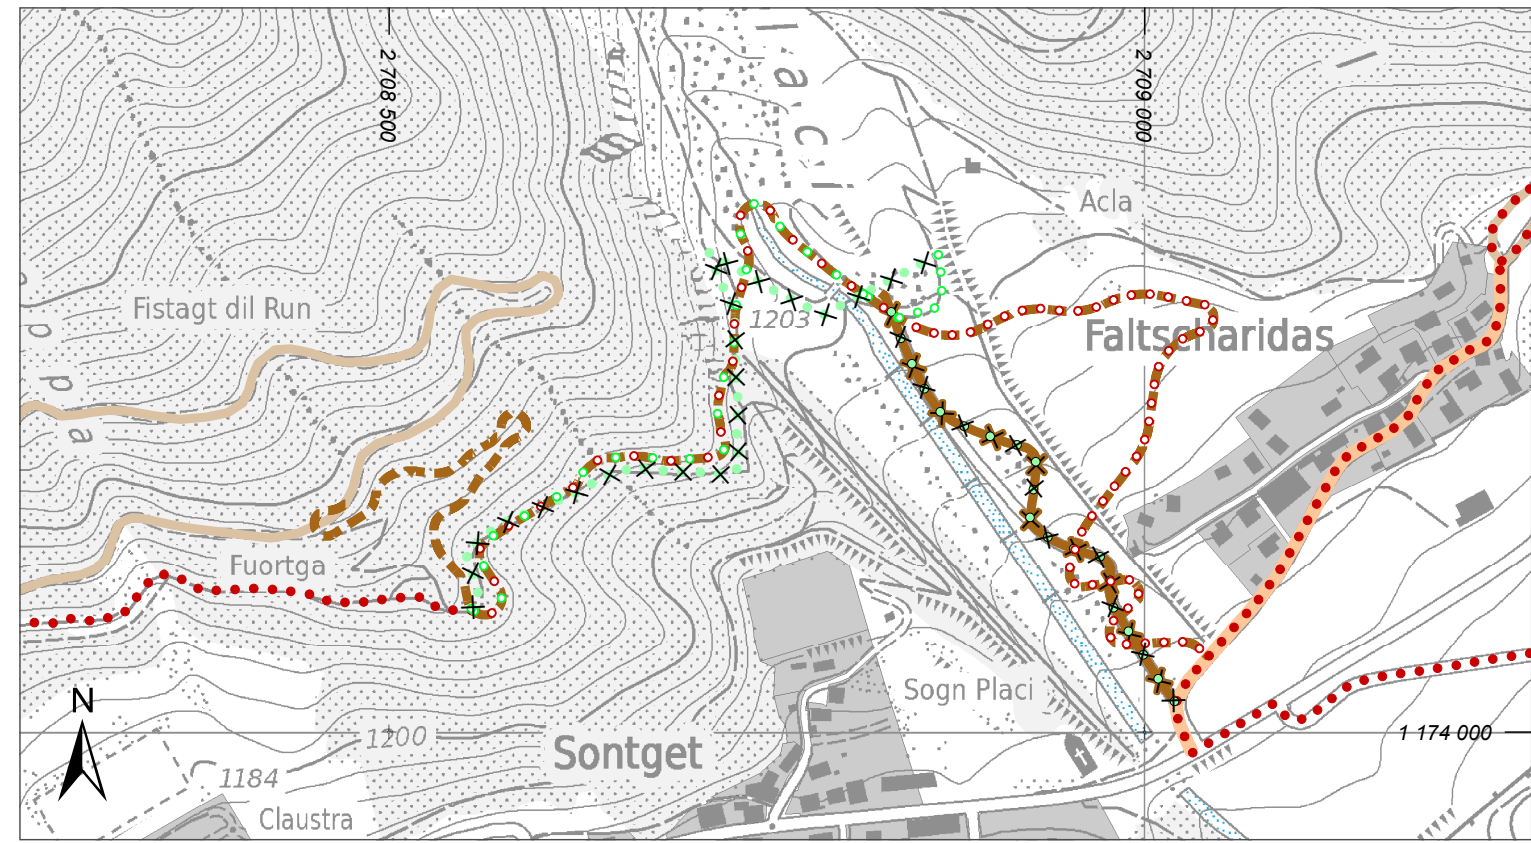 2 708 500
2 709 000
Acla
Fistagt dil Run
1203
Faltscharidas
Fuortga
Sogn Placi
N
1 174 000
1200
Sontget
1184
Claustra